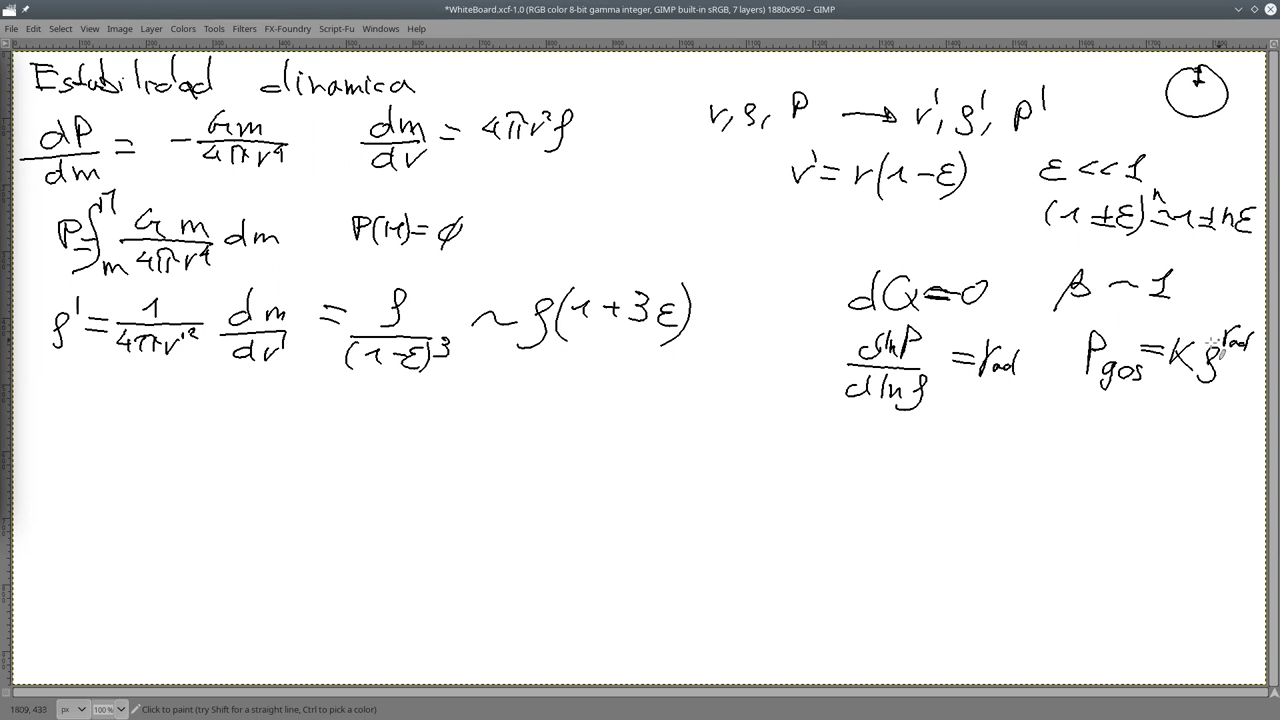 *WhiteBoard.xcf-1.0 (RGB color 8-bit gamma integer, GIMP built-in sRGB, 7 layers) 1880x950 – GIMP
File Edit Select View Image Layer Colors Tools Filters FX-Foundry Script-Fu Windows Help
Estabilidad dinamica
dP/dm = - Gm/4πr⁴ dm/dr = 4πr²ρ
r, ρ, P → r', ρ', P'
r' = r(1-ε) ε << 1
(1 ± ε)ⁿ ≃ 1 ± nε
P = ∫ₘᴹ Gm/4πr⁴ dm P(M) = ϕ
dQ = 0 β ~ 1
ρ' = 1/4πr'² dm/dr' = ρ/(1-ε)³ ~ ρ(1+3ε)
dlnP/dlnρ = γad Pgas = Kρ^γad
1809, 433 px 100% Click to paint (try Shift for a straight line, Ctrl to pick a color)